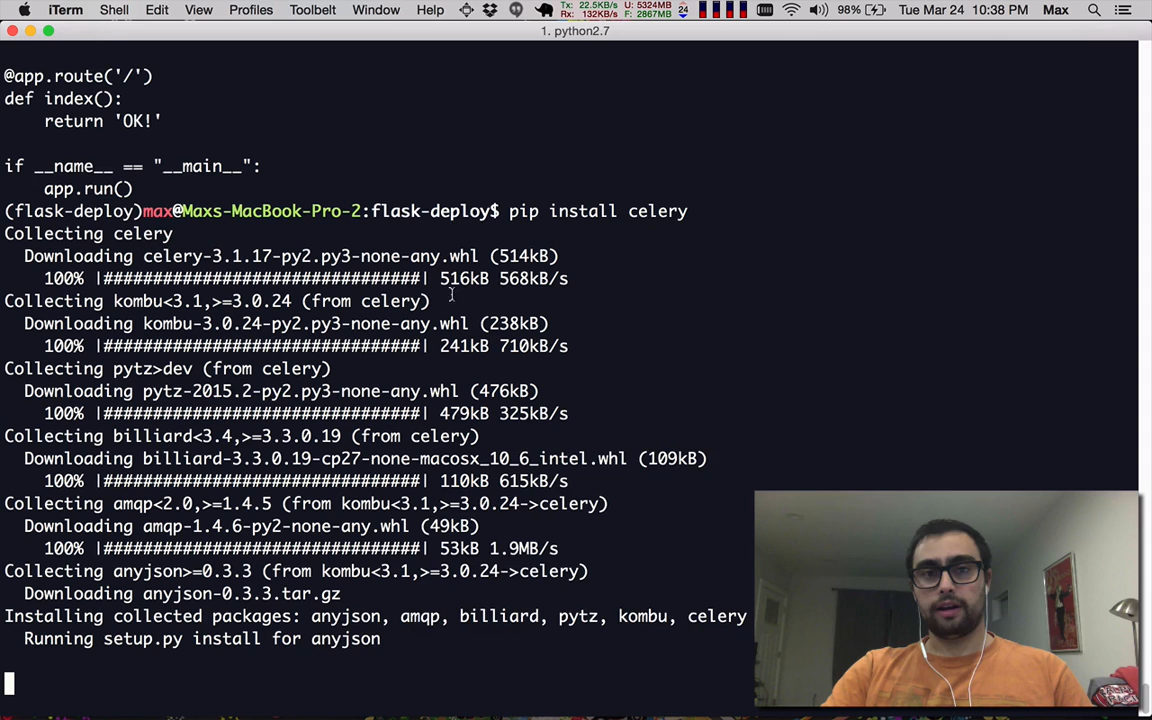 iTerm Shell Edit View Profiles Toolbelt Window Help Tx: 22.5KB/s U: 5324MB 24 98% Tue Mar 24 10:38 PM Max
Rx: 132KB/s F: 2867MB
1. python2.7
@app.route('/')
def index():
    return 'OK!'
if __name__ == "__main__":
    app.run()
(flask-deploy)max@Maxs-MacBook-Pro-2:flask-deploy$ pip install celery
Collecting celery
  Downloading celery-3.1.17-py2.py3-none-any.whl (514kB)
    100% |################################| 516kB 568kB/s
Collecting kombu<3.1,>=3.0.24 (from celery)
  Downloading kombu-3.0.24-py2.py3-none-any.whl (238kB)
    100% |################################| 241kB 710kB/s
Collecting pytz>dev (from celery)
  Downloading pytz-2015.2-py2.py3-none-any.whl (476kB)
    100% |################################| 479kB 325kB/s
Collecting billiard<3.4,>=3.3.0.19 (from celery)
  Downloading billiard-3.3.0.19-cp27-none-macosx_10_6_intel.whl (109kB)
    100% |################################| 110kB 615kB/s
Collecting amqp<2.0,>=1.4.5 (from kombu<3.1,>=3.0.24->celery)
  Downloading amqp-1.4.6-py2-none-any.whl (49kB)
    100% |################################| 53kB 1.9MB/s
Collecting anyjson>=0.3.3 (from kombu<3.1,>=3.0.24->celery)
  Downloading anyjson-0.3.3.tar.gz
Installing collected packages: anyjson, amqp, billiard, pytz, kombu, celery
  Running setup.py install for anyjson